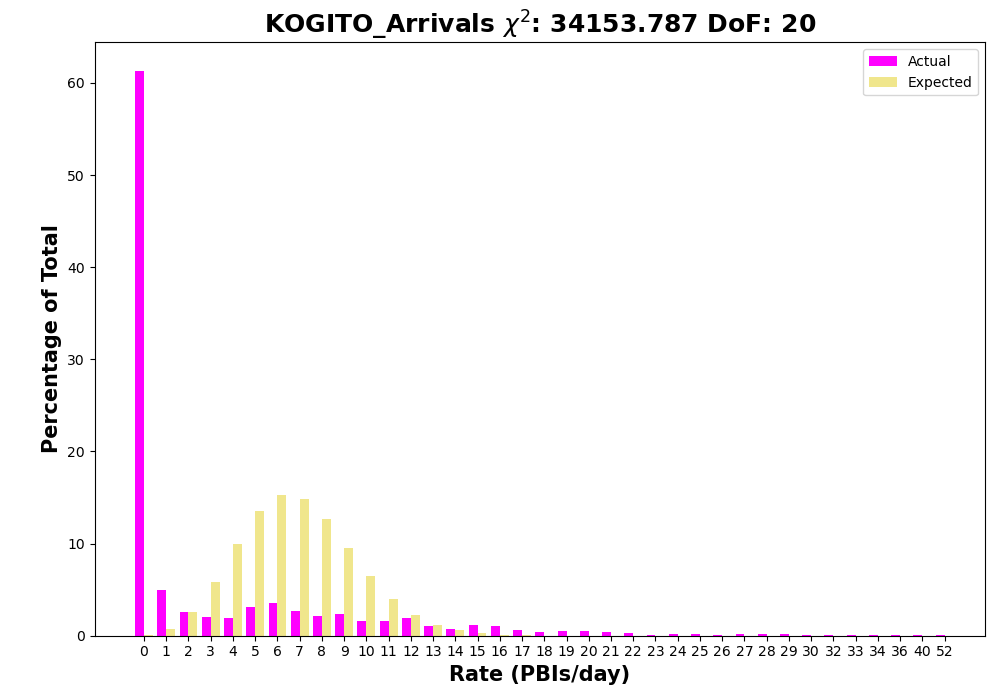 KOGITO_Arrivals χ²: 34153.787 DoF: 20
Actual
Expected
60
50
40
30
20
10
0
Percentage of Total
0 1 2 3 4 5 6 7 8 9 10 11 12 13 14 15 16 17 18 19 20 21 22 23 24 25 26 27 28 29 30 32 33 34 36 40 52
Rate (PBIs/day)